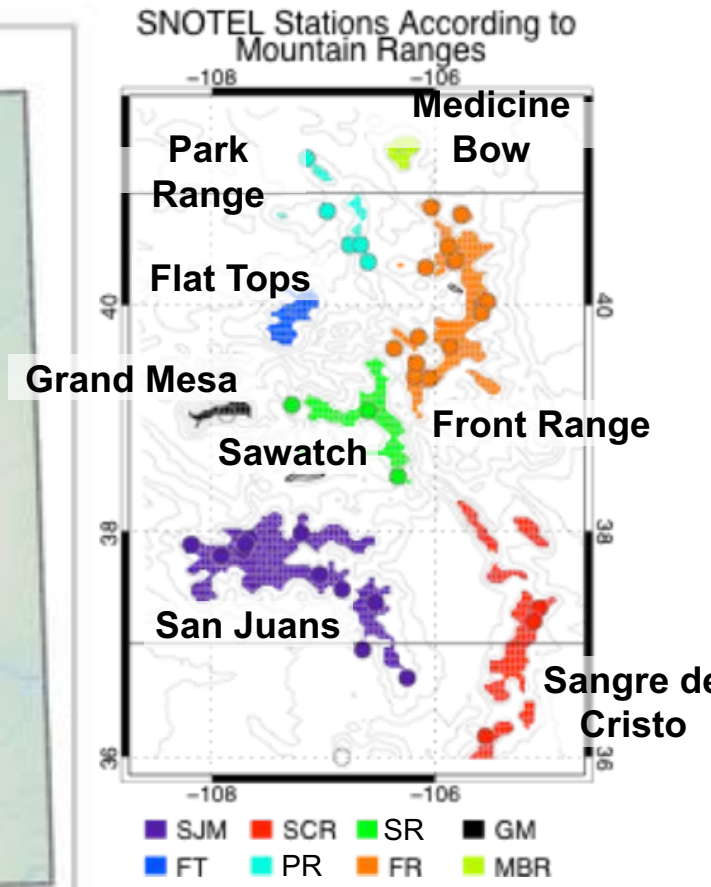 SNOTEL Stations According to
Mountain Ranges
−108 −106
Medicine
Bow
Park
Range
Flat Tops
40 40
Grand Mesa
Front Range
Sawatch
38 38
San Juans
Sangre de
Cristo
36 36
−108 −106
SJM SCR SR GM
FT PR FR MBR